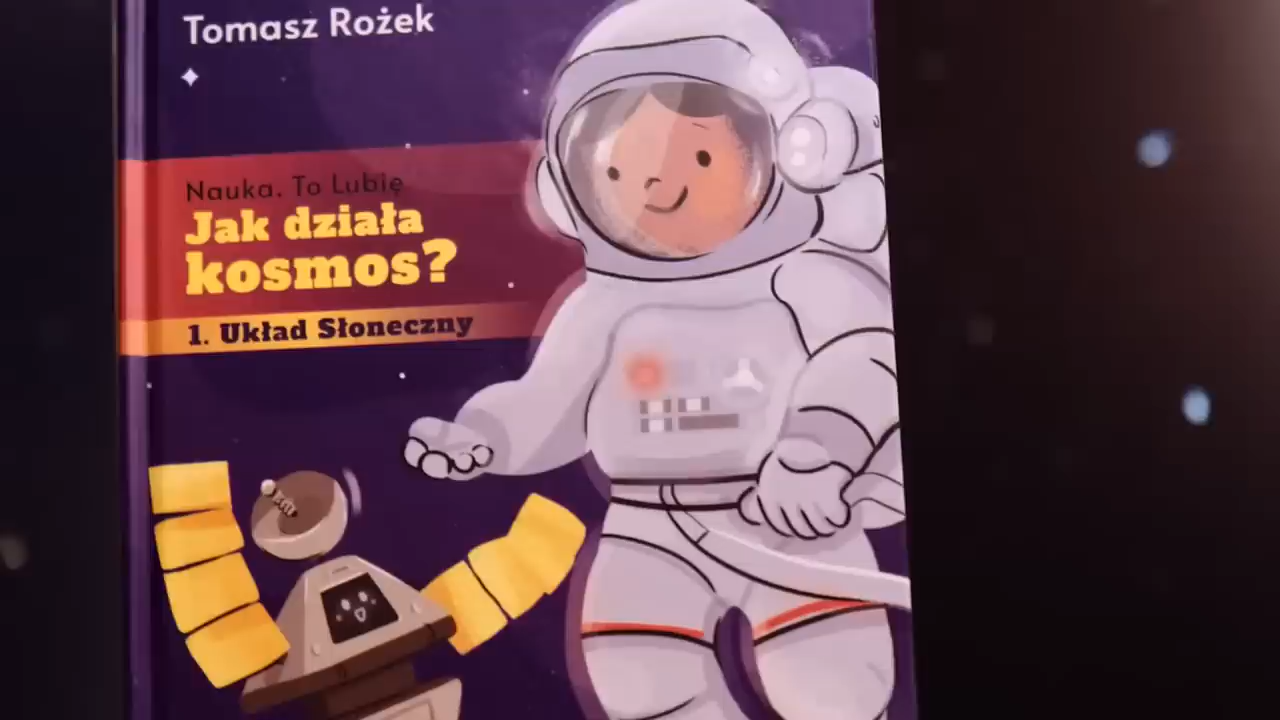 Tomasz Rożek
Nauka. To Lubię
Jak działa
kosmos?
1. Układ Słoneczny